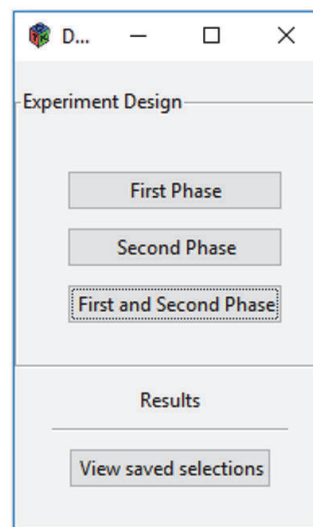 D...
Experiment Design
First Phase
Second Phase
First and Second Phase
Results
View saved selections